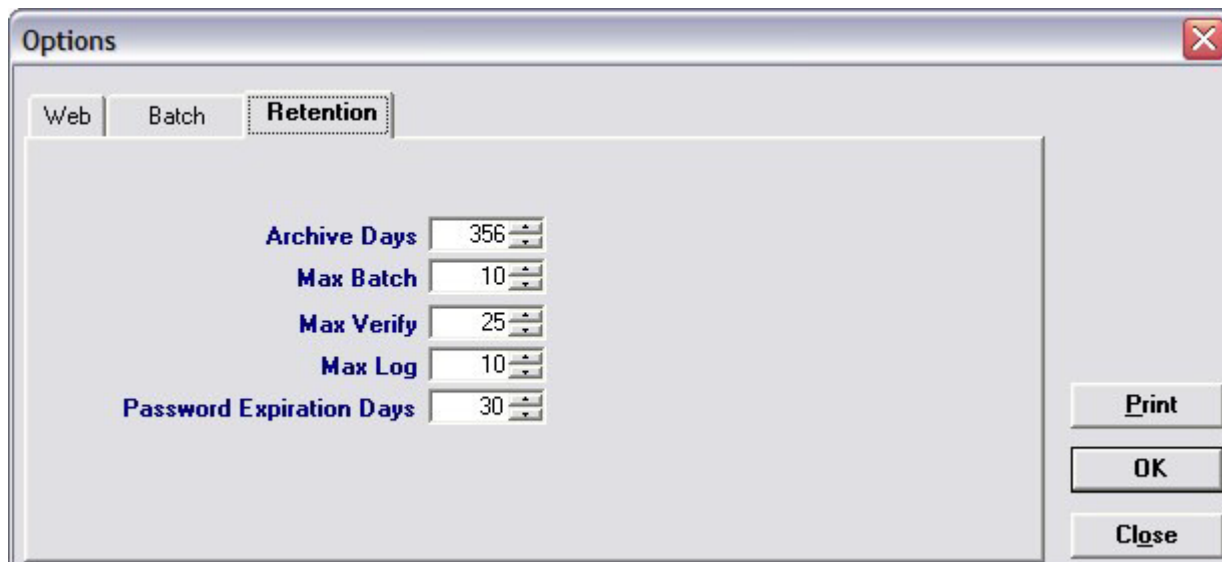 Options
Web Batch Retention
Archive Days 356
Max Batch 10
Max Verify 25
Max Log 10
Password Expiration Days 30
Print
OK
Close